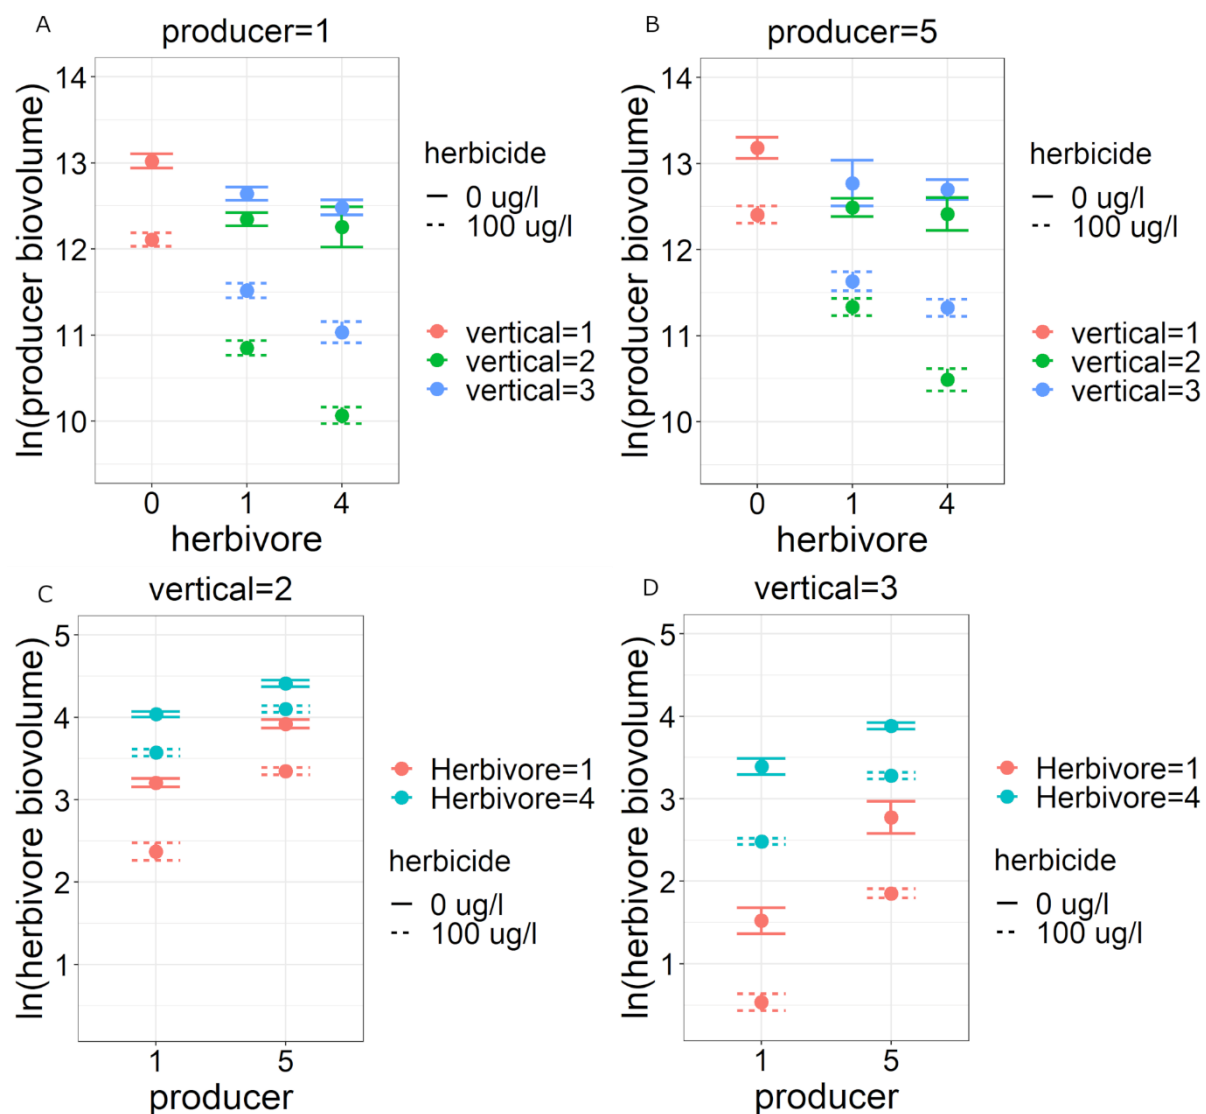 A
producer=1
ln(producer biovolume)
14
13
12
11
10
0
1
4
herbivore
herbicide
0 ug/l
100 ug/l
vertical=1
vertical=2
vertical=3
B
producer=5
ln(producer biovolume)
14
13
12
11
10
0
1
4
herbivore
herbicide
0 ug/l
100 ug/l
vertical=1
vertical=2
vertical=3
C
vertical=2
ln(herbivore biovolume)
5
4
3
2
1
1
5
producer
Herbivore=1
Herbivore=4
herbicide
0 ug/l
100 ug/l
D
vertical=3
ln(herbivore biovolume)
5
4
3
2
1
1
5
producer
Herbivore=1
Herbivore=4
herbicide
0 ug/l
100 ug/l